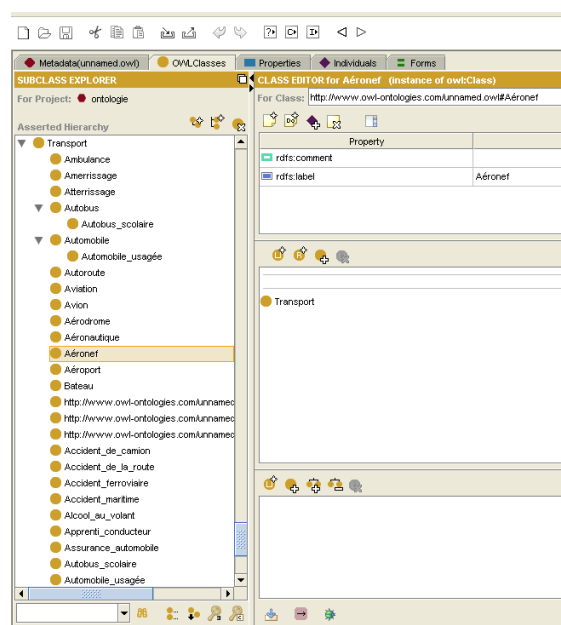 Metadata(unnamed.owl) OWLClasses Properties Individuals Forms
SUBCLASS EXPLORER
For Project: ontologie
Asserted Hierarchy
Transport
Ambulance
Amerrissage
Atterrissage
Autobus
Autobus_scolaire
Automobile
Automobile_usagée
Autoroute
Aviation
Avion
Aérodrome
Aéronautique
Aéronef
Aéroport
Bateau
http://www.owl-ontologies.com/unnamec
http://www.owl-ontologies.com/unnamec
http://www.owl-ontologies.com/unnamec
Accident_de_camion
Accident_de_la_route
Accident_ferroviaire
Accident_maritime
Alcool_au_volant
Apprenti_conducteur
Assurance_automobile
Autobus_scolaire
Automobile_usagée
CLASS EDITOR for Aéronef (instance of owl:Class)
For Class: http://www.owl-ontologies.com/unnamed.owl#Aéronef
Property
rdfs:comment
rdfs:label Aéronef
Transport